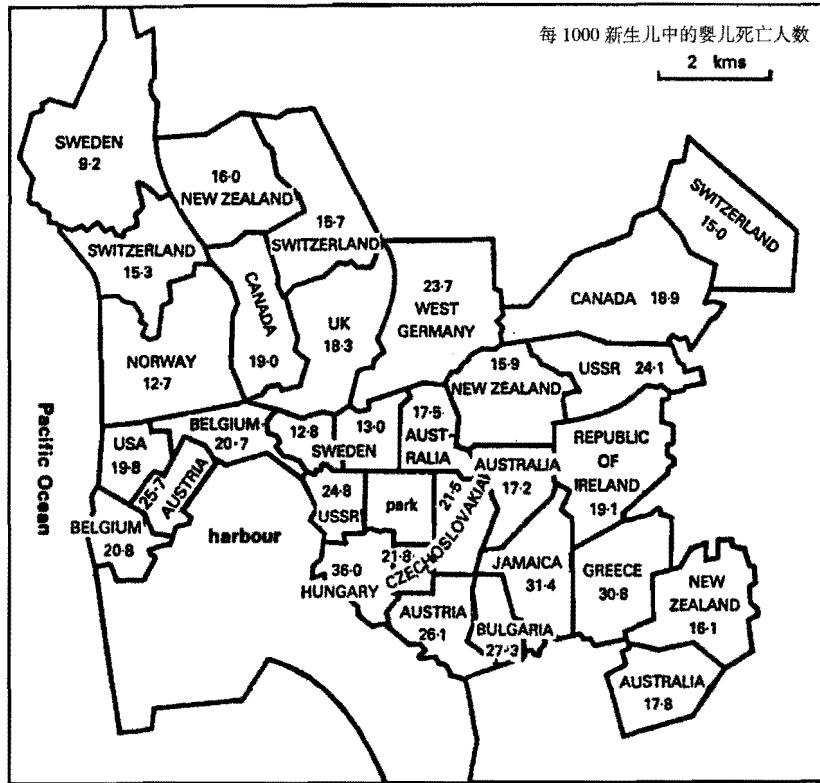 每 1000 新生儿中的婴儿死亡人数
2 kms
SWEDEN
9·2
16·0
NEW ZEALAND
15·7
SWITZERLAND
SWITZERLAND
15·0
SWITZERLAND
15·3
CANADA
19·0
23·7
WEST
GERMANY
CANADA 18·9
UK
18·3
NORWAY
12·7
15·9
NEW ZEALAND
USSR 24·1
Pacific Ocean
USA
19·8
BELGIUM
20·7
12·8
13·0
SWEDEN
17·5
AUST-
RALIA
REPUBLIC
OF
IRELAND
19·1
25·7
AUSTRIA
AUSTRALIA
17·2
24·8
USSR
park
21·5
CZECHOSLOVAKIA
21·8
BELGIUM
20·8
harbour
36·0
HUNGARY
JAMAICA
31·4
GREECE
30·8
NEW
ZEALAND
16·1
AUSTRIA
26·1
BULGARIA
27·3
AUSTRALIA
17·8